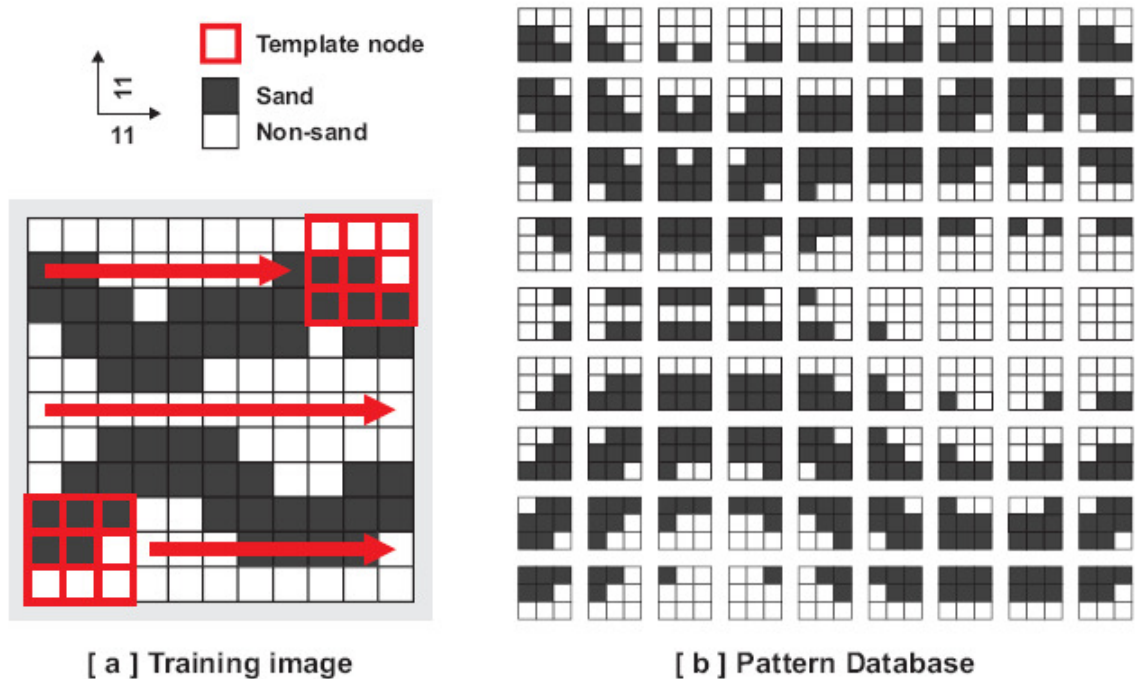 Template node
11
Sand
11
Non-sand
[ a ] Training image
[ b ] Pattern Database